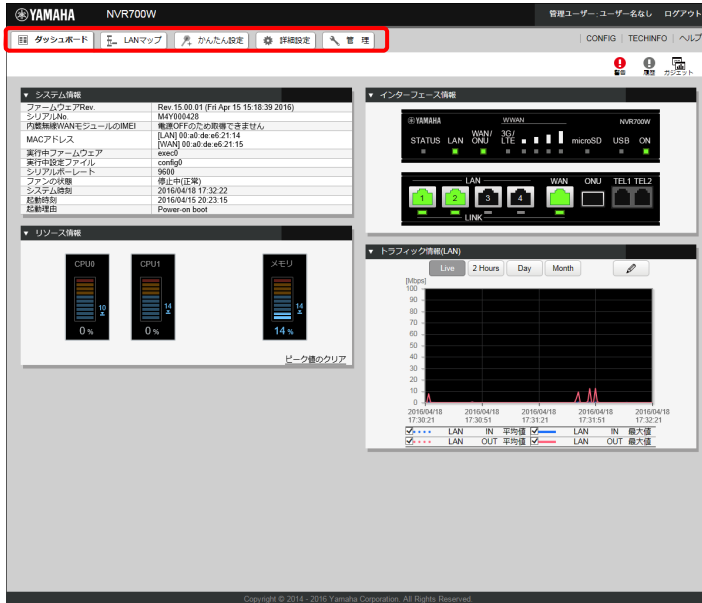 YAMAHA NVR700W 管理ユーザー:ユーザー名なし ログアウト
ダッシュボード LANマップ かんたん設定 詳細設定 管 理 CONFIG | TECHINFO | ヘルプ
警告 履歴 ガジェット
▼ システム情報
ファームウェアRev. Rev.15.00.01 (Fri Apr 15 15:18:39 2016)
シリアルNo. M4Y000428
内蔵無線WANモジュールのIMEI 電源OFFのため取得できません
MACアドレス [LAN] 00:a0:de:e6:21:14
[WAN] 00:a0:de:e6:21:15
実行中ファームウェア exec0
実行中設定ファイル config0
シリアルボーレート 9600
ファンの状態 停止中(正常)
システム時刻 2016/04/18 17:32:22
起動時刻 2016/04/15 20:23:15
起動理由 Power-on boot
▼ リソース情報
CPU0 CPU1 メモリ
10 14 14
0 % 0 % 14 %
ピーク値のクリア
▼ インターフェース情報
YAMAHA WWAN NVR700W
STATUS LAN WAN/ONU 3G/LTE microSD USB ON
LAN WAN ONU TEL1 TEL2
1 2 3 4
LINK
▼ トラフィック情報(LAN)
Live 2 Hours Day Month
[Mbps]
100
90
80
70
60
50
40
30
20
10
0
2016/04/18 2016/04/18 2016/04/18 2016/04/18 2016/04/18
17:30:21 17:30:51 17:31:21 17:31:51 17:32:21
LAN IN 平均値 LAN IN 最大値
LAN OUT 平均値 LAN OUT 最大値
Copyright © 2014 - 2016 Yamaha Corporation. All Rights Reserved.